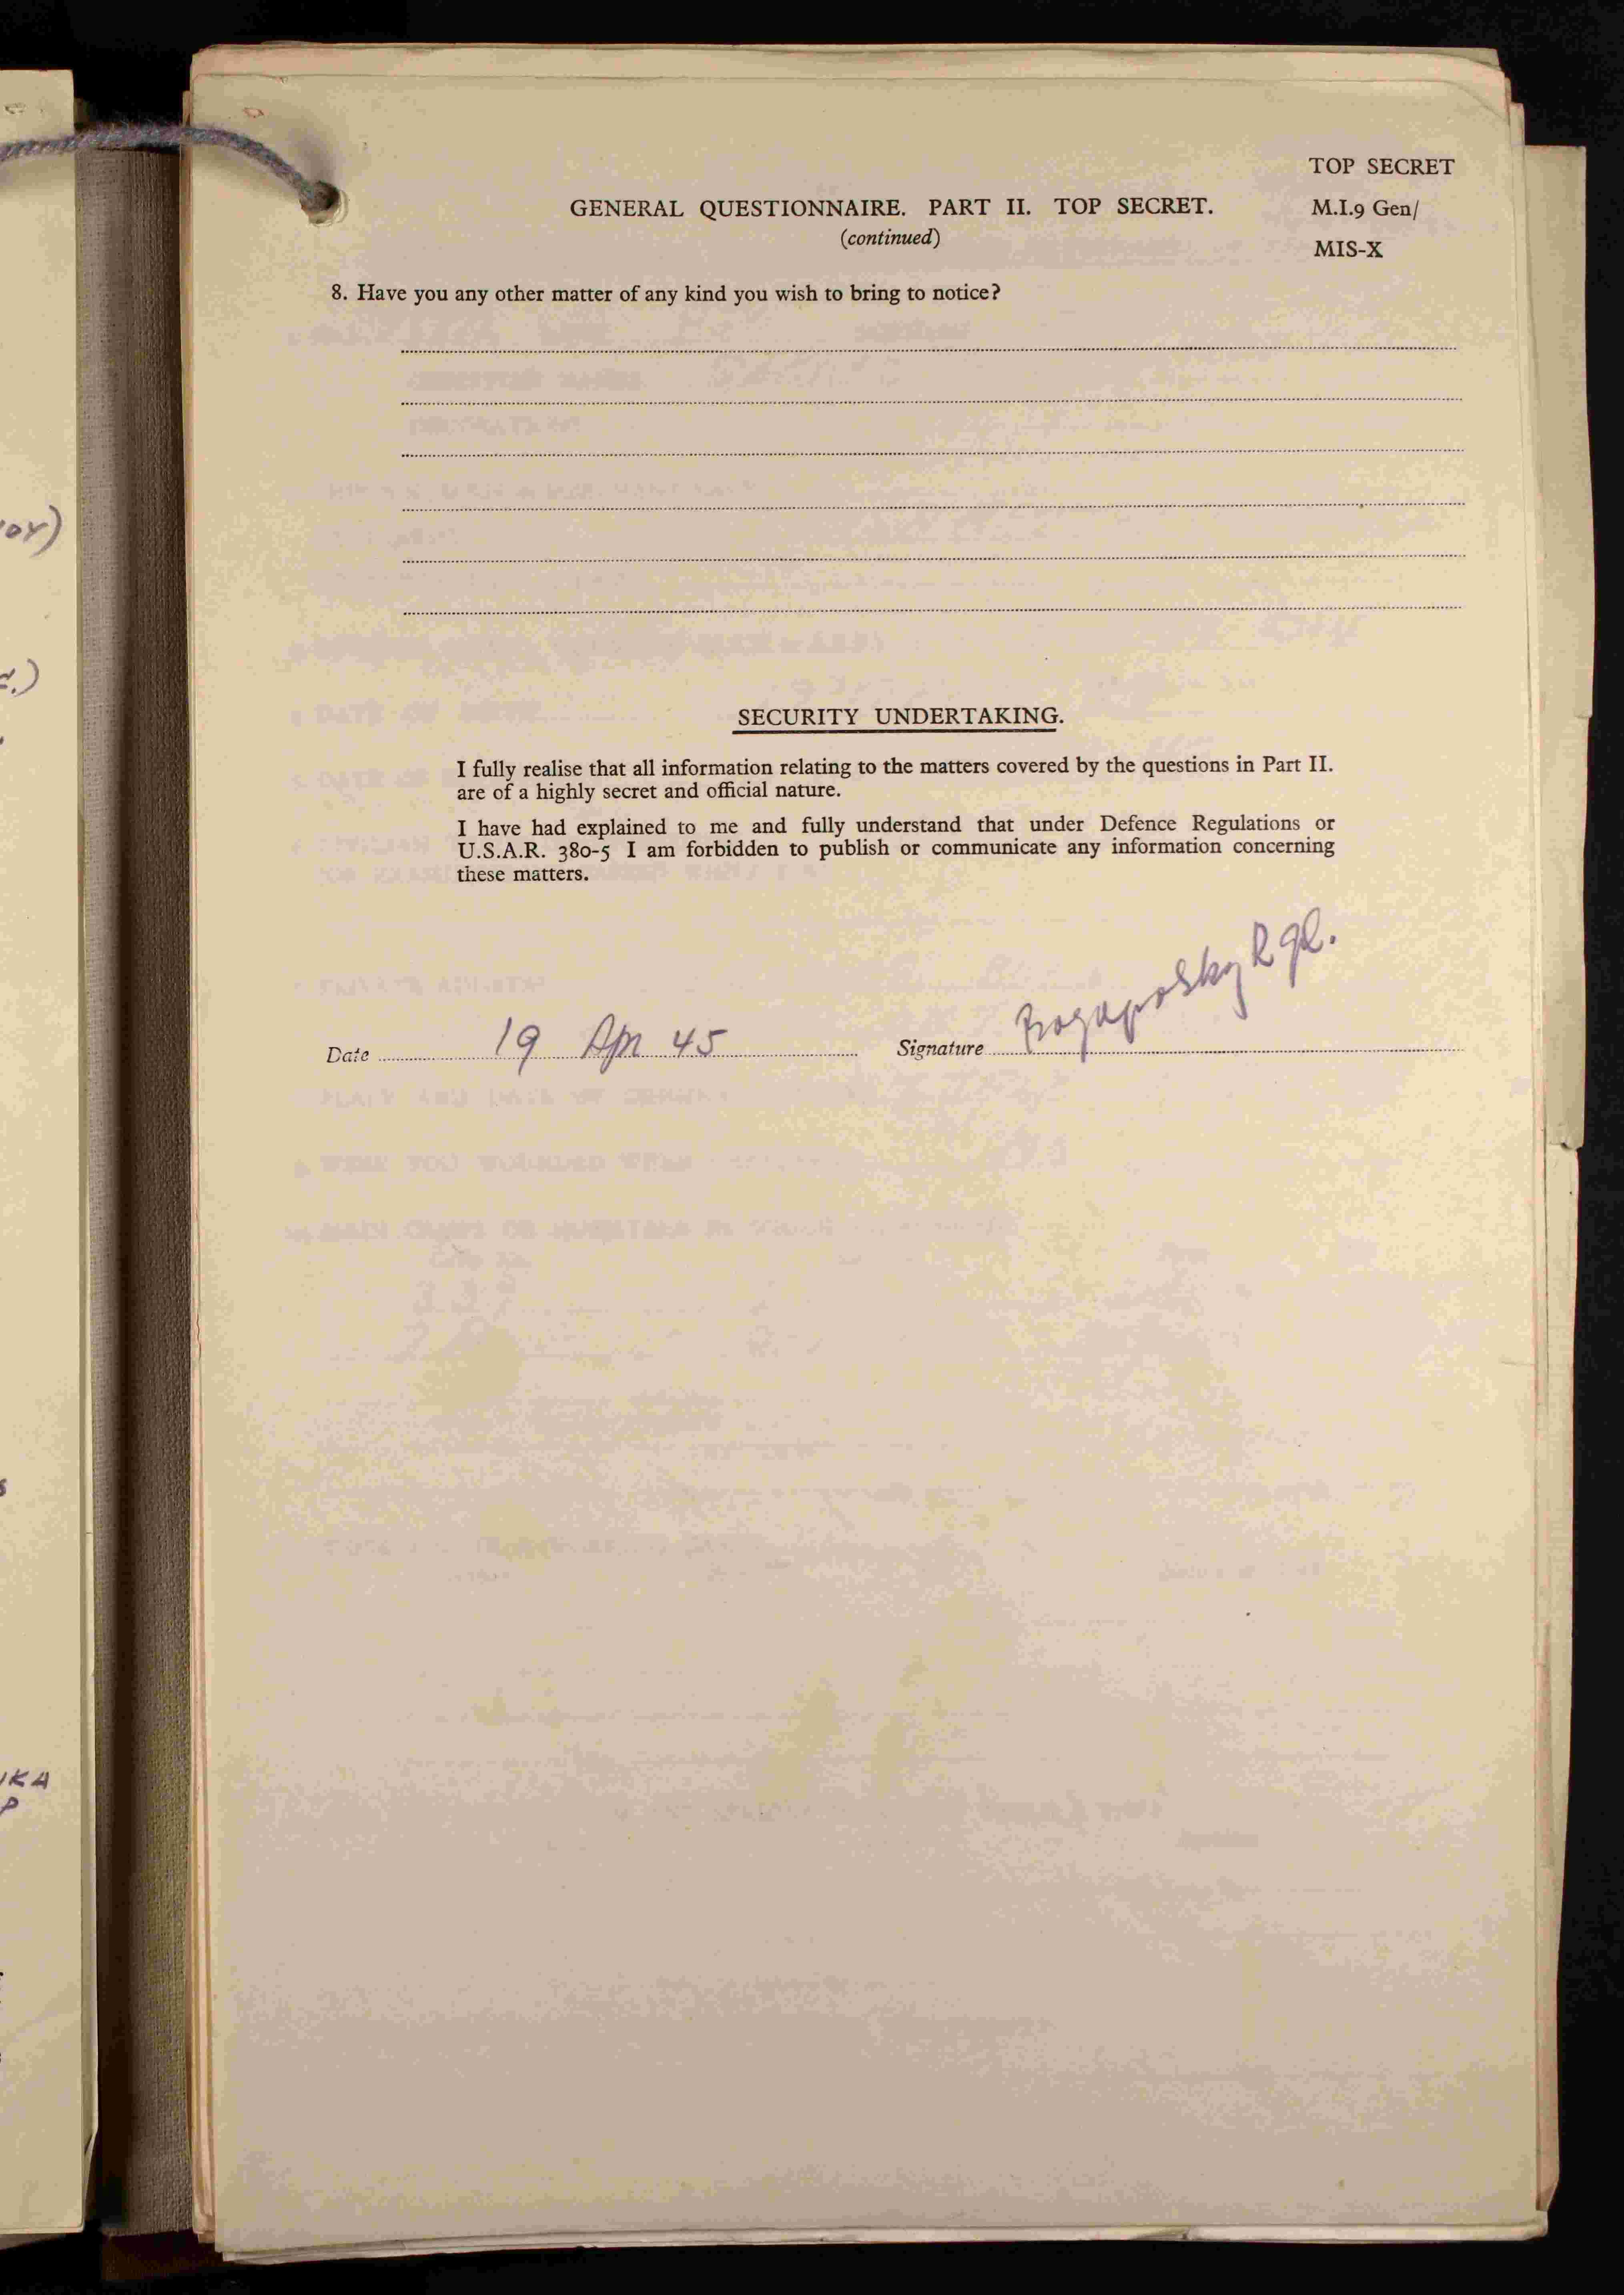 TOP SECRET
GENERAL QUESTIONNAIRE. PART II. TOP SECRET.
M.I.9 Gen/
(continued)
MIS-X
8. Have you any other matter of any kind you wish to bring to notice?
SECURITY UNDERTAKING.
I fully realise that all information relating to the matters covered by the questions in Part II.
are of a highly secret and official nature.
I have had explained to me and fully understand that under Defence Regulations or
U.S.A.R. 380-5 I am forbidden to publish or communicate any information concerning
these matters.
Date 19 Apr 45
Signature